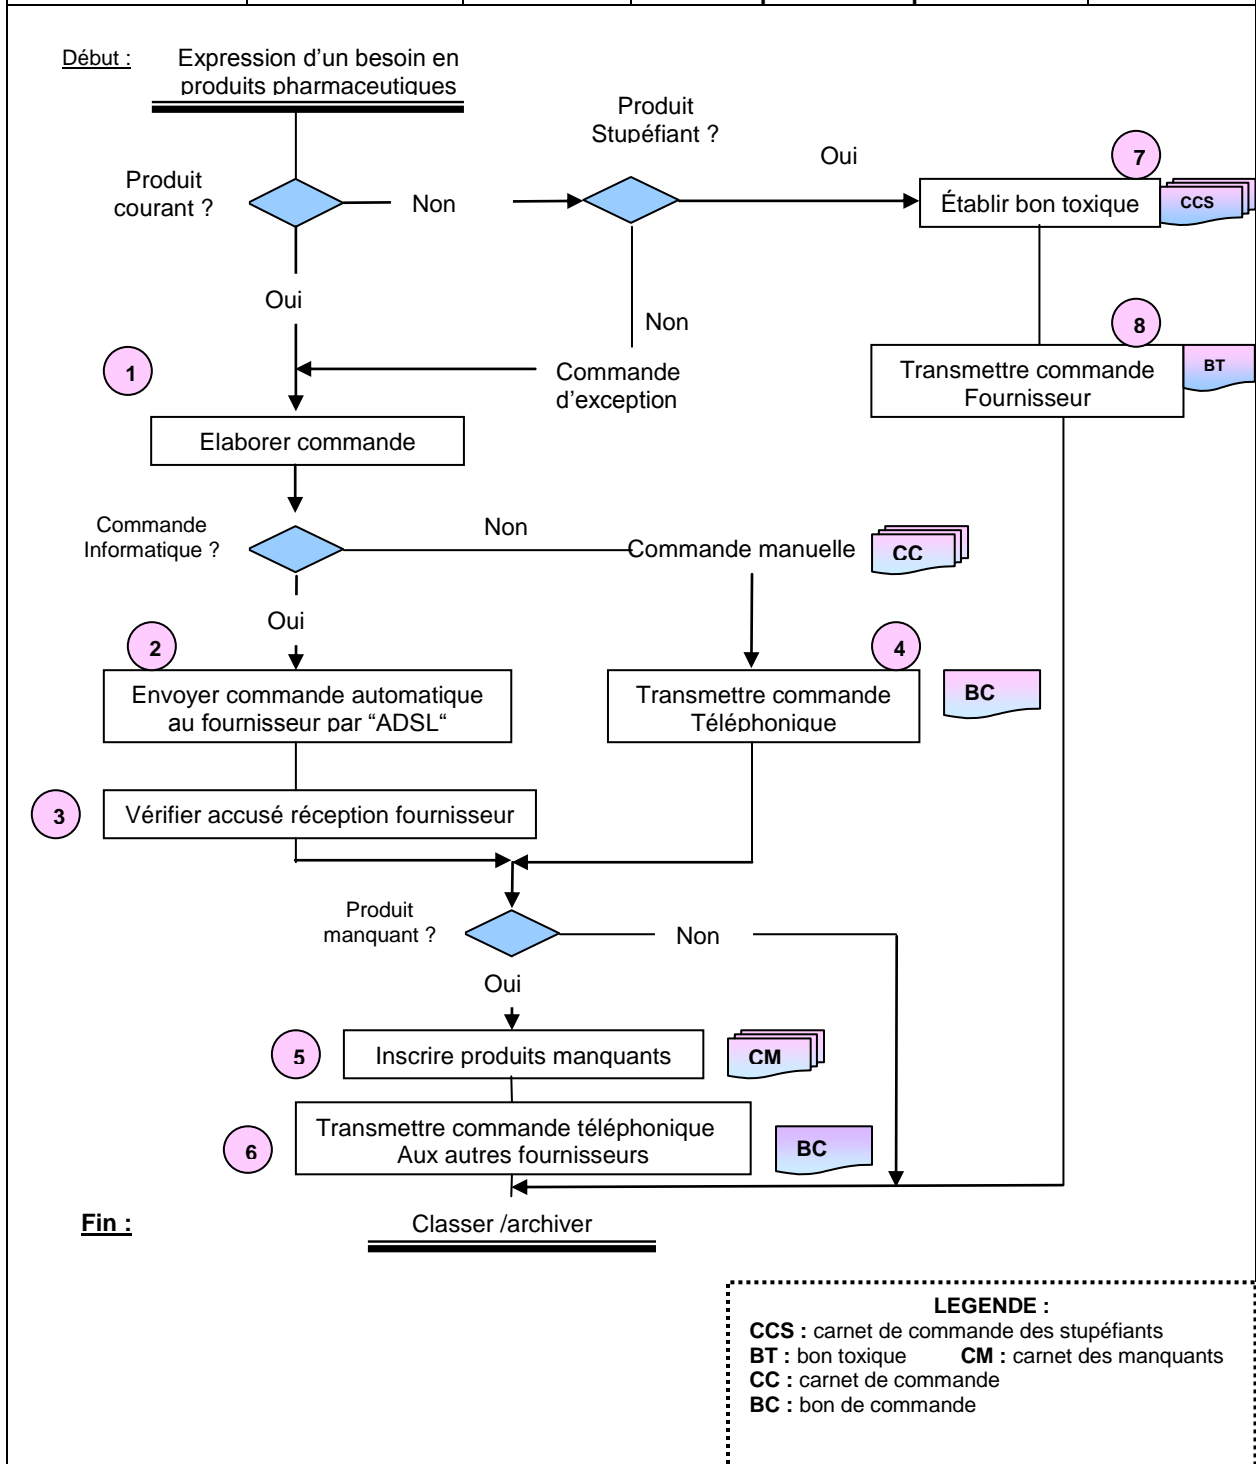 Début :
Expression d’un besoin en
produits pharmaceutiques
Produit
Stupéfiant ?
Oui
7
Produit
courant ?
Non
Établir bon toxique
CCS
Oui
Non
8
1
Commande
d’exception
Transmettre commande
Fournisseur
BT
Elaborer commande
Commande
Informatique ?
Non
Commande manuelle
CC
Oui
2
4
Envoyer commande automatique
au fournisseur par “ADSL“
Transmettre commande
Téléphonique
BC
3
Vérifier accusé réception fournisseur
Produit
manquant ?
Non
Oui
5
Inscrire produits manquants
CM
6
Transmettre commande téléphonique
Aux autres fournisseurs
BC
Fin :
Classer /archiver
LEGENDE :
CCS : carnet de commande des stupéfiants
BT : bon toxique CM : carnet des manquants
CC : carnet de commande
BC : bon de commande